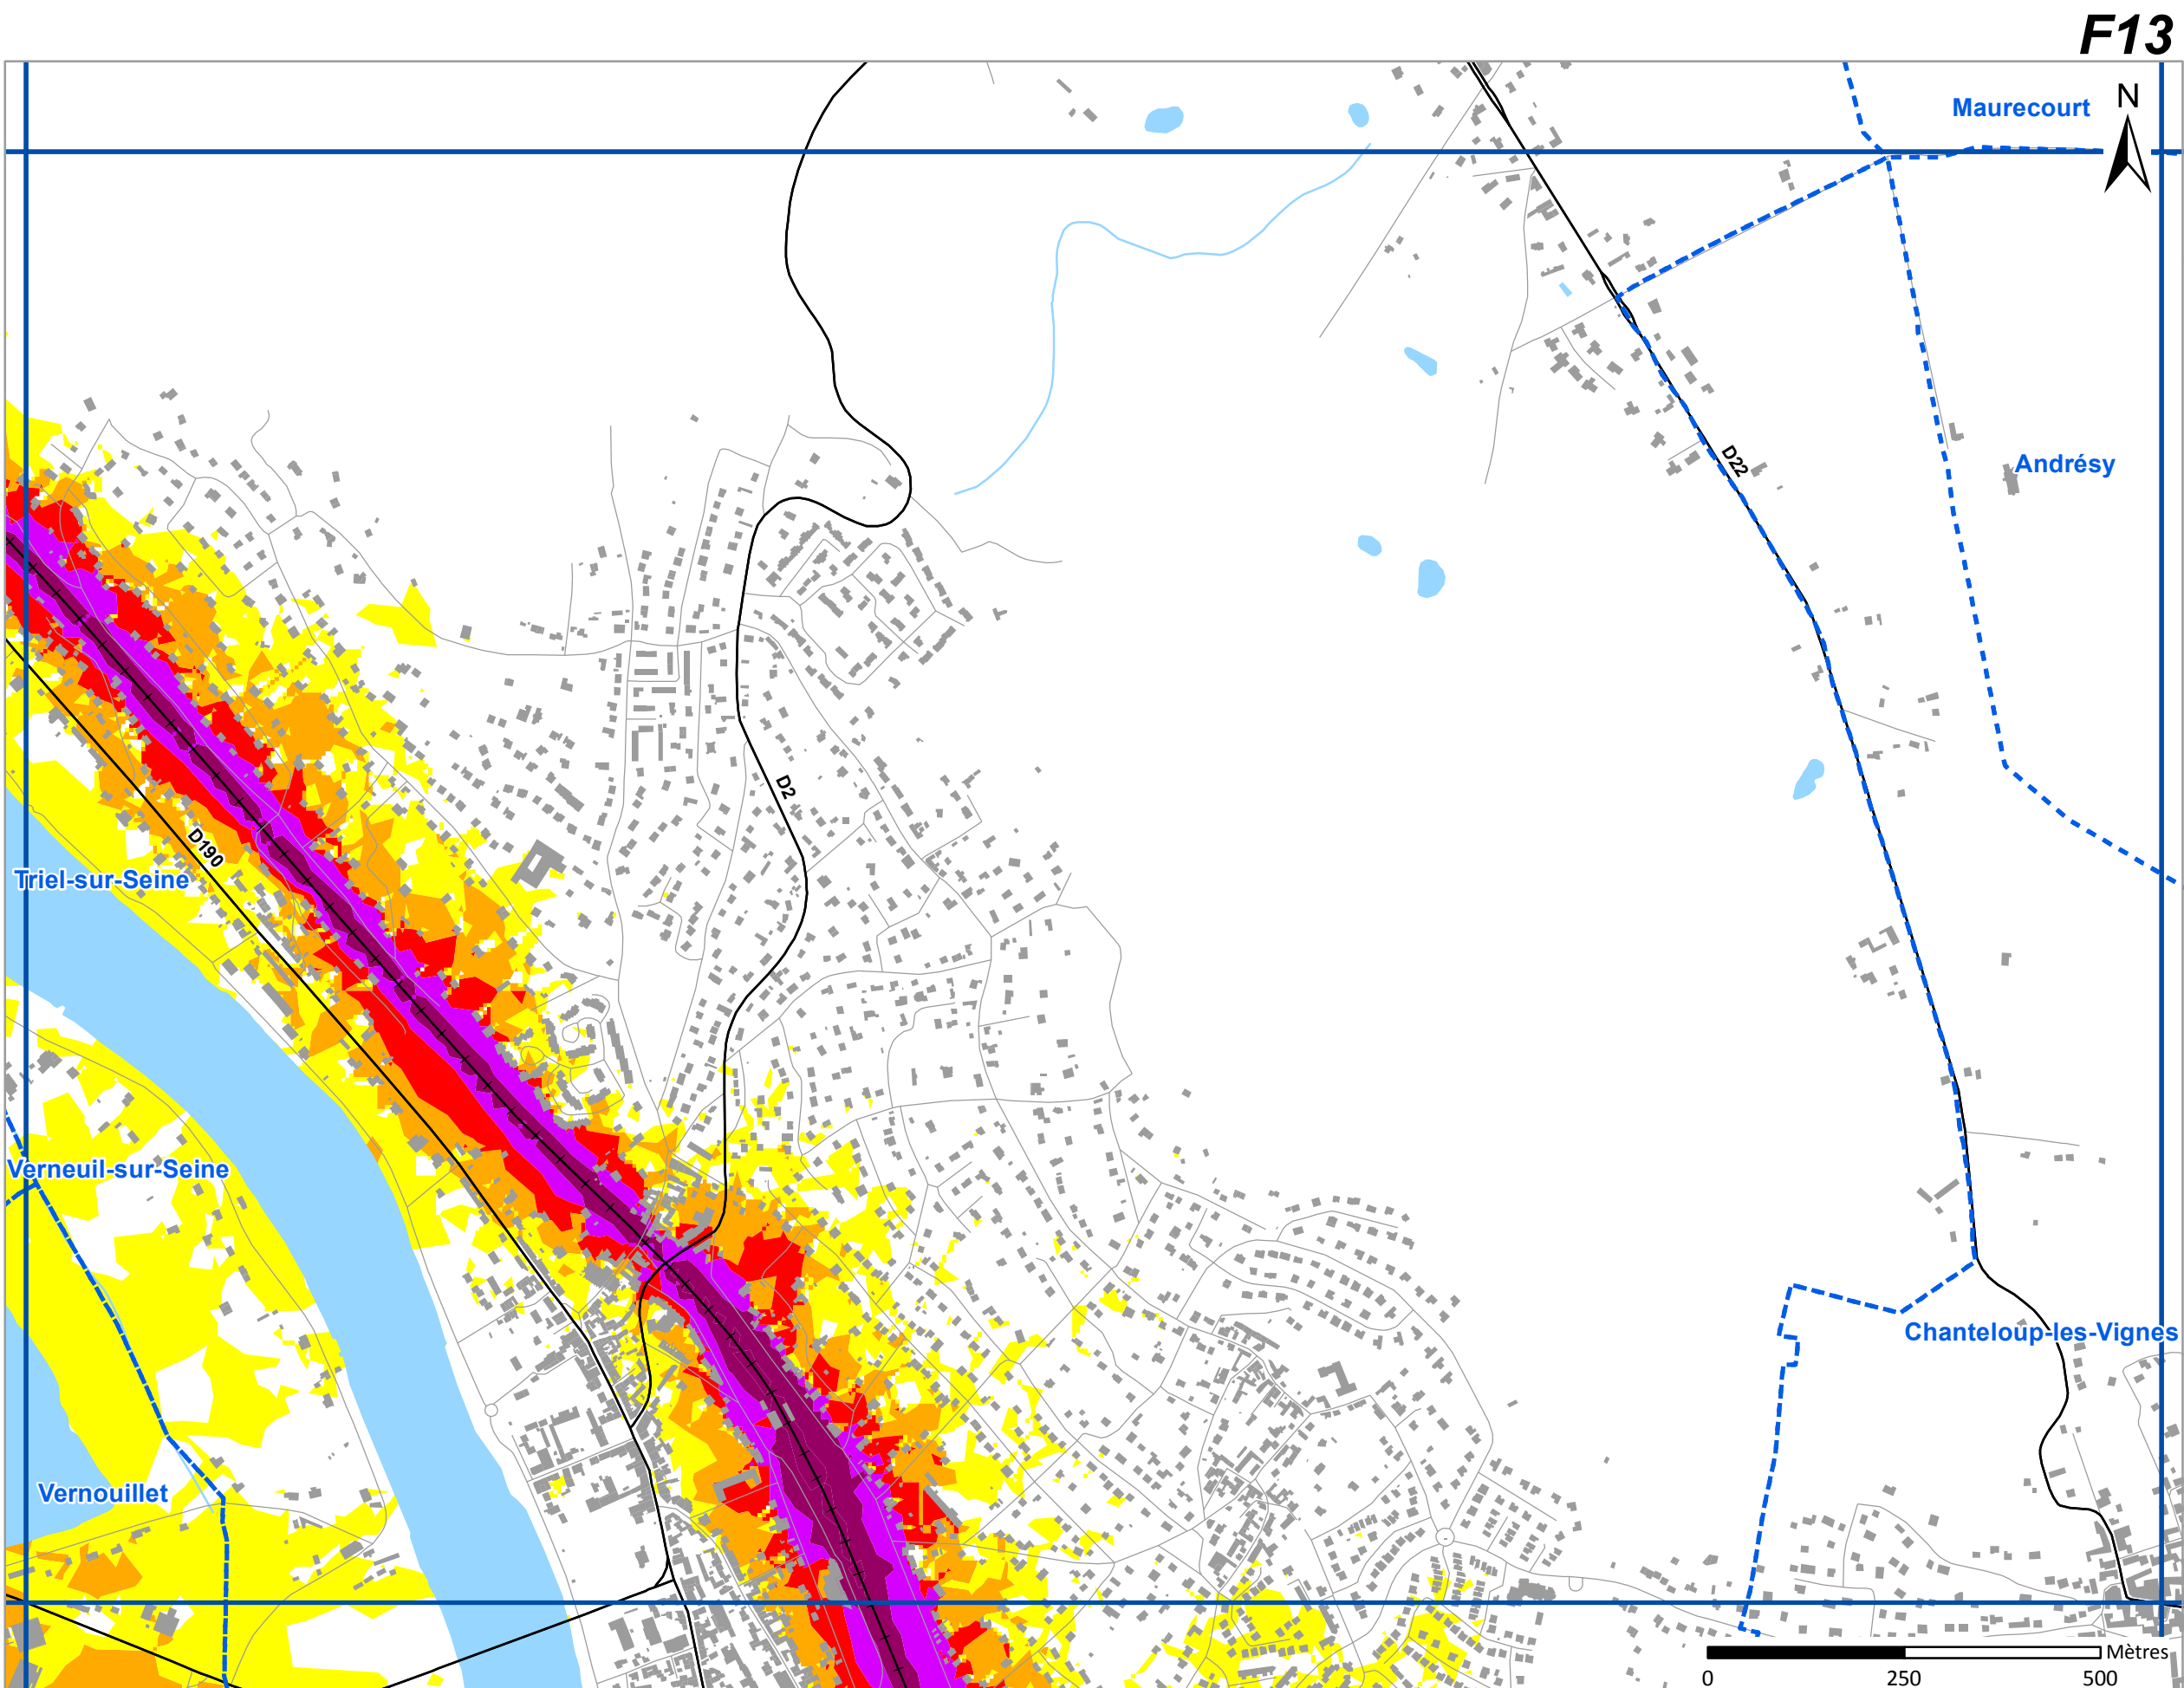 F13
Maurecourt
N
Andrésy
D22
D2
D190
Triel-sur-Seine
Verneuil-sur-Seine
Chanteloup-les-Vignes
Vernouillet
Mètres
0 250 500